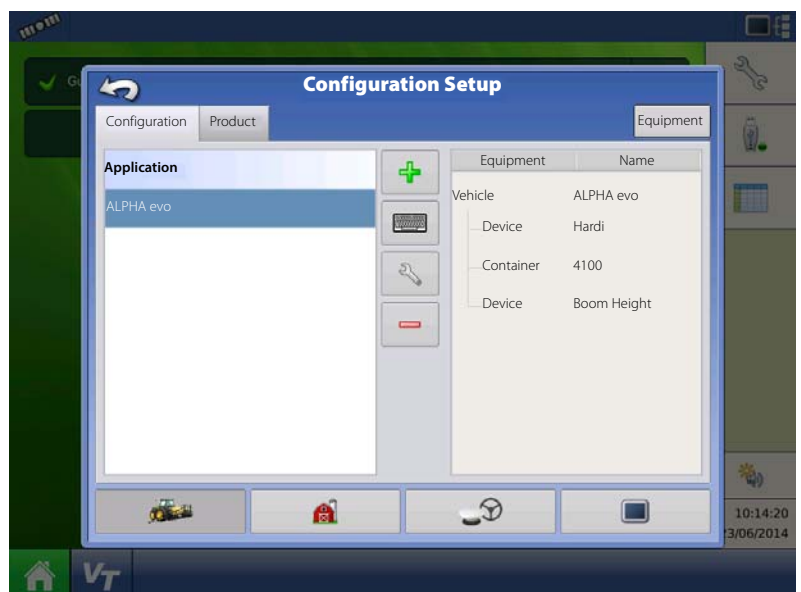 Configuration Setup
Configuration Product Equipment
Application
ALPHA evo
Equipment Name
Vehicle ALPHA evo
Device Hardi
Container 4100
Device Boom Height
10:14:20
3/06/2014
VT